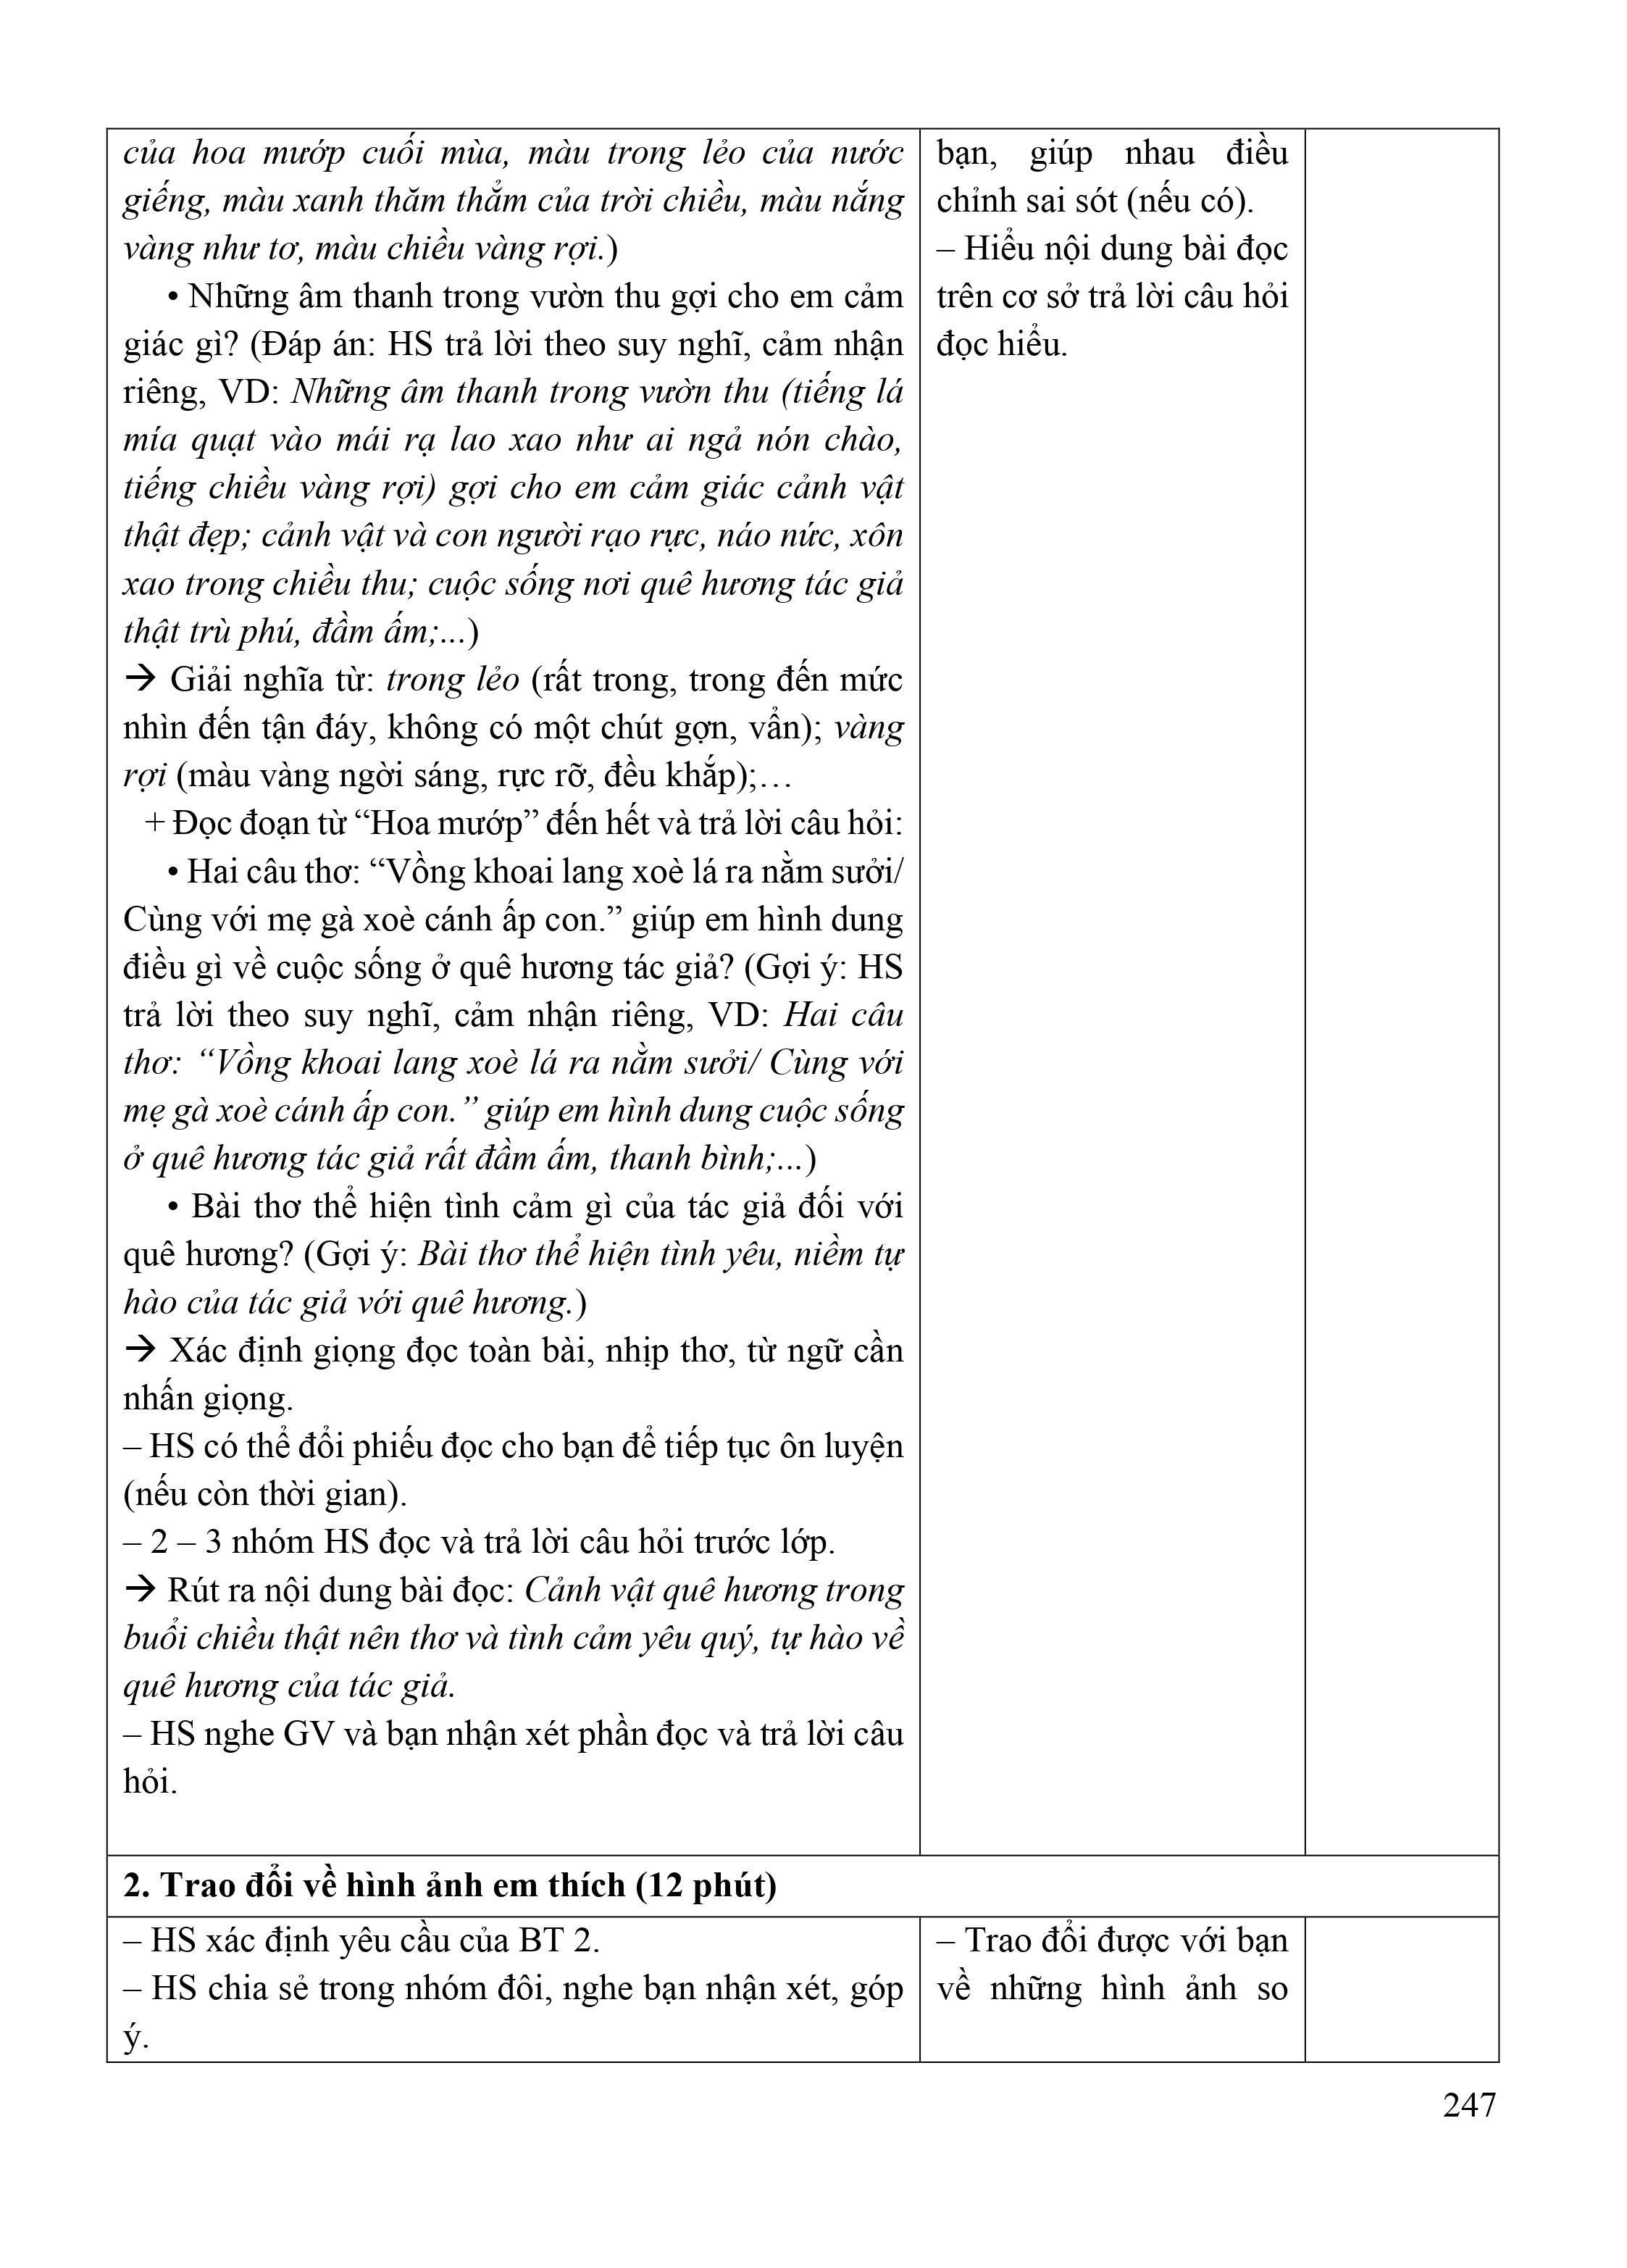 của hoa mướp cuối mùa, màu trong lẻo của nước
giếng, màu xanh thăm thẳm của trời chiều, màu nắng
vàng như tơ, màu chiều vàng rợi.)
• Những âm thanh trong vườn thu gợi cho em cảm
giác gì? (Đáp án: HS trả lời theo suy nghĩ, cảm nhận
riêng, VD: Những âm thanh trong vườn thu (tiếng lá
mía quạt vào mái rạ lao xao như ai ngả nón chào,
tiếng chiều vàng rợi) gợi cho em cảm giác cảnh vật
thật đẹp; cảnh vật và con người rạo rực, náo nức, xôn
xao trong chiều thu; cuộc sống nơi quê hương tác giả
thật trù phú, đầm ấm;...)
→ Giải nghĩa từ: trong lẻo (rất trong, trong đến mức
nhìn đến tận đáy, không có một chút gợn, vẩn); vàng
rợi (màu vàng ngời sáng, rực rỡ, đều khắp);…
+ Đọc đoạn từ “Hoa mướp” đến hết và trả lời câu hỏi:
• Hai câu thơ: “Vồng khoai lang xoè lá ra nằm sưởi/
Cùng với mẹ gà xoè cánh ấp con.” giúp em hình dung
điều gì về cuộc sống ở quê hương tác giả? (Gợi ý: HS
trả lời theo suy nghĩ, cảm nhận riêng, VD: Hai câu
thơ: “Vồng khoai lang xoè lá ra nằm sưởi/ Cùng với
mẹ gà xoè cánh ấp con.” giúp em hình dung cuộc sống
ở quê hương tác giả rất đầm ấm, thanh bình;...)
• Bài thơ thể hiện tình cảm gì của tác giả đối với
quê hương? (Gợi ý: Bài thơ thể hiện tình yêu, niềm tự
hào của tác giả với quê hương.)
→ Xác định giọng đọc toàn bài, nhịp thơ, từ ngữ cần
nhấn giọng.
– HS có thể đổi phiếu đọc cho bạn để tiếp tục ôn luyện
(nếu còn thời gian).
– 2 – 3 nhóm HS đọc và trả lời câu hỏi trước lớp.
→ Rút ra nội dung bài đọc: Cảnh vật quê hương trong
buổi chiều thật nên thơ và tình cảm yêu quý, tự hào về
quê hương của tác giả.
– HS nghe GV và bạn nhận xét phần đọc và trả lời câu
hỏi.
bạn, giúp nhau điều
chỉnh sai sót (nếu có).
– Hiểu nội dung bài đọc
trên cơ sở trả lời câu hỏi
đọc hiểu.
2. Trao đổi về hình ảnh em thích (12 phút)
– HS xác định yêu cầu của BT 2.
– HS chia sẻ trong nhóm đôi, nghe bạn nhận xét, góp
ý.
– Trao đổi được với bạn
về những hình ảnh so
247